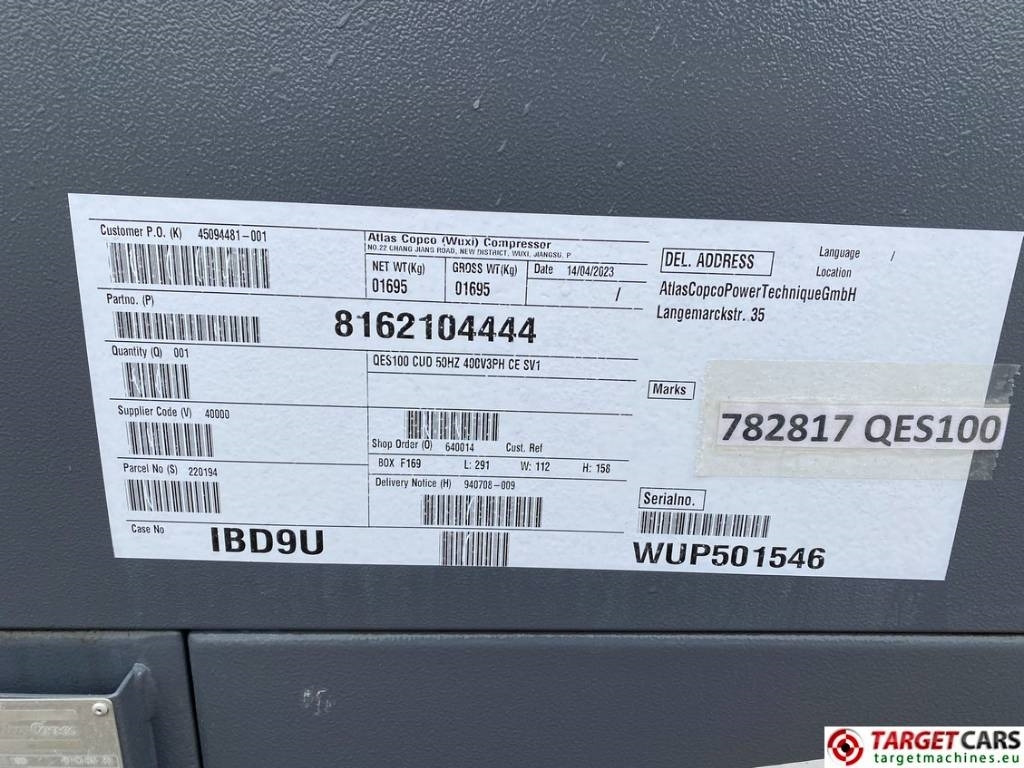 Customer P.O. (K) 45094481-001
Atlas Copco (Wuxi) Compressor
NO.22 CHANG JIANG ROAD, NEW DISTRICT, WUXI, JIANGSU. P
NET WT(Kg) GROSS WT(Kg) Date 14/04/2023
01695 01695 /
Partno. (P)
8162104444
Quantity (Q) 001
QES100 CUD 50HZ 400V3PH CE SV1
Supplier Code (V) 40000
Shop Order (O) 640014 Cust. Ref
BOX F169 L: 291 W: 112 H: 158
Parcel No (S) 220194
Delivery Notice (H) 940708-009
Case No
IBD9U
DEL. ADDRESS
Language /
Location
AtlasCopcoPowerTechniqueGmbH
Langemarckstr. 35
Marks
782817 QES100
Serialno.
WUP501546
TARGETCARS
targetmachines.eu